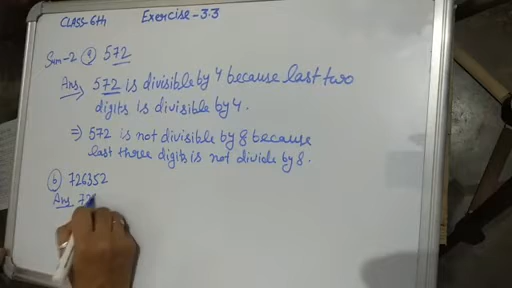 CLASS-6th Exercise-3.3
Sum-2 (a) 572
Ans 572 is divisible by 4 because last two
digits is divisible by 4.
⇒ 572 is not divisible by 8 because
last three digits is not divide by 8.
(b) 726352
Ans 72